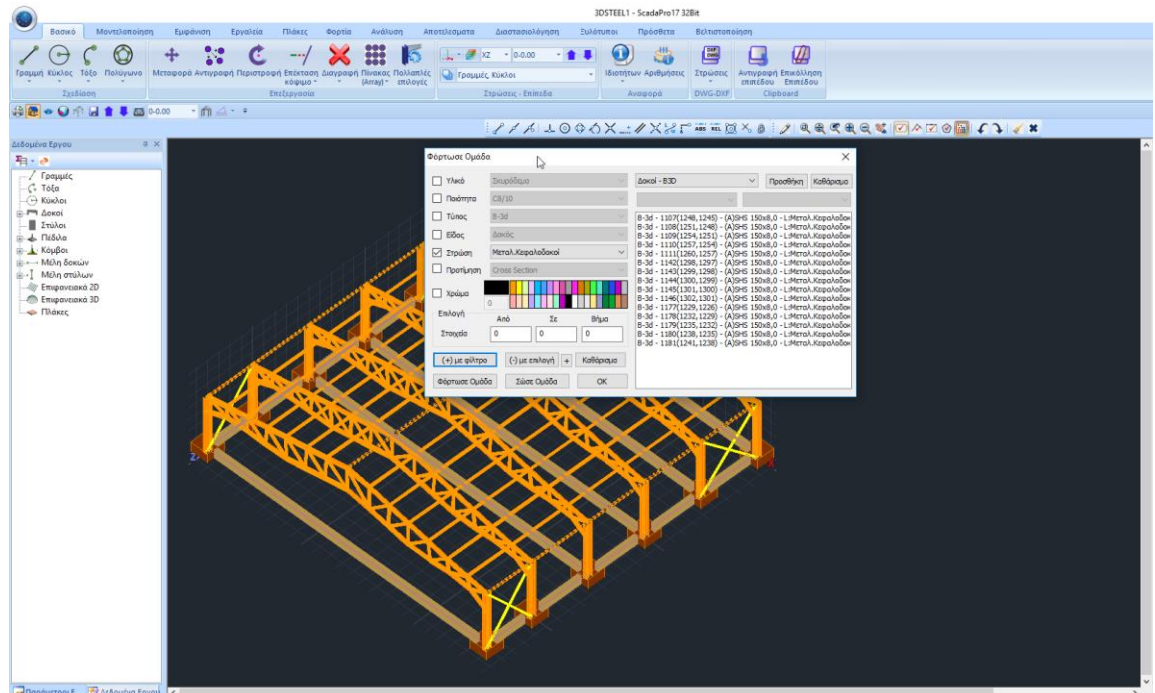 3DSTEEL1 - ScadaPro17 32Bit
Βασικό Μοντελοποίηση Εμφάνιση Εργαλεία Πλάκες Φορτία Ανάλυση Αποτελεσματα Διαστασιολόγηση Ξυλότυποι Πρόσθετα Βελτιστοποίηση
Γραμμή Κύκλος Τόξο Πολύγωνο Μεταφορά Αντιγραφή Περιστροφή Επέκταση κόψιμο Διαγραφή Πίνακας (Array) Πολλαπλές επιλογές
XZ 0-0.00
Γραμμές, Κύκλοι
Ιδιοτήτων Αριθμήσεις Στρώσεις Αντιγραφή επιπέδου Επικόλληση Επιπέδου
Σχεδίαση Επεξεργασία Στρώσεις - Επίπεδα Αναφορά DWG-DXF Clipboard
0-0.00
Δεδομένα Εργου
Γραμμές
Τόξα
Κύκλοι
Δοκοί
Στύλοι
Πέδιλα
Κόμβοι
Μέλη δοκών
Μέλη στύλων
Επιφανειακά 2D
Επιφανειακά 3D
Πλάκες
Φόρτωσε Ομάδα
Υλικό Σκυρόδεμα
Ποιότητα C8/10
Τύπος B-3d
Είδος Δοκός
Στρώση Μεταλ.Κεφαλοδοκοί
Προτίμηση Cross Section
Χρώμα
0
Επιλογή Από Σε Βήμα
Στοιχεία 0 0 0
(+) με φίλτρο (-) με επιλογή + Καθάρισμα
Φόρτωσε Ομάδα Σώσε Ομάδα OK
Δοκοί - B3D Προσθήκη Καθάρισμα
B-3d - 1107(1248,1245) - (A)SHS 150x8,0 - L:Μεταλ.Κεφαλοδοκ
B-3d - 1108(1251,1248) - (A)SHS 150x8,0 - L:Μεταλ.Κεφαλοδοκ
B-3d - 1109(1254,1251) - (A)SHS 150x8,0 - L:Μεταλ.Κεφαλοδοκ
B-3d - 1110(1257,1254) - (A)SHS 150x8,0 - L:Μεταλ.Κεφαλοδοκ
B-3d - 1111(1260,1257) - (A)SHS 150x8,0 - L:Μεταλ.Κεφαλοδοκ
B-3d - 1142(1298,1297) - (A)SHS 150x8,0 - L:Μεταλ.Κεφαλοδοκ
B-3d - 1143(1299,1298) - (A)SHS 150x8,0 - L:Μεταλ.Κεφαλοδοκ
B-3d - 1144(1300,1299) - (A)SHS 150x8,0 - L:Μεταλ.Κεφαλοδοκ
B-3d - 1145(1301,1300) - (A)SHS 150x8,0 - L:Μεταλ.Κεφαλοδοκ
B-3d - 1146(1302,1301) - (A)SHS 150x8,0 - L:Μεταλ.Κεφαλοδοκ
B-3d - 1177(1229,1226) - (A)SHS 150x8,0 - L:Μεταλ.Κεφαλοδοκ
B-3d - 1178(1232,1229) - (A)SHS 150x8,0 - L:Μεταλ.Κεφαλοδοκ
B-3d - 1179(1235,1232) - (A)SHS 150x8,0 - L:Μεταλ.Κεφαλοδοκ
B-3d - 1180(1238,1235) - (A)SHS 150x8,0 - L:Μεταλ.Κεφαλοδοκ
B-3d - 1181(1241,1238) - (A)SHS 150x8,0 - L:Μεταλ.Κεφαλοδοκ
Z
X